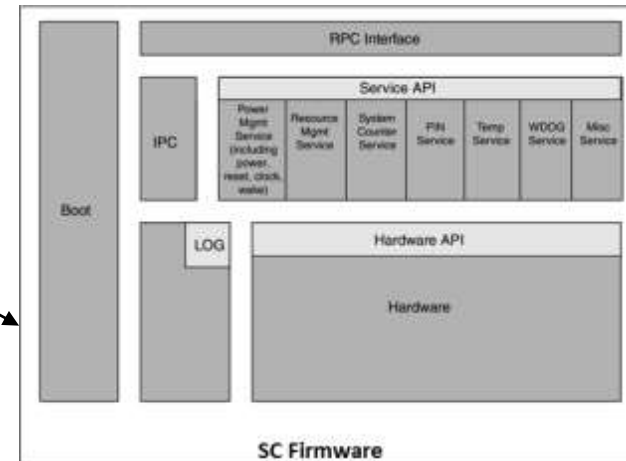 RPC Interface
Service API
Power
Mgmt
Service
(including
power,
reset, clock,
wake)
Resource
Mgmt
Service
System
Counter
Service
PIN
Service
Temp
Service
WDOG
Service
Misc
Service
IPC
Boot
LOG
Hardware API
Hardware
SC Firmware